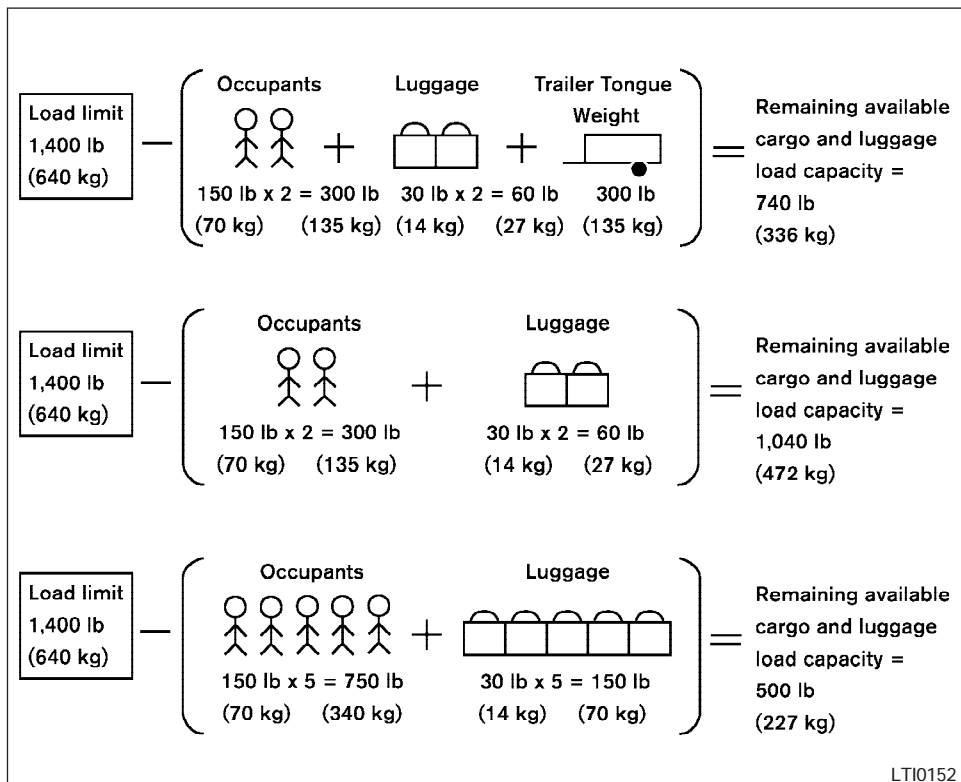 Occupants Luggage Trailer Tongue
Weight
Load limit
1,400 lb
(640 kg)
— ( + + ) =
150 lb x 2 = 300 lb 30 lb x 2 = 60 lb 300 lb
(70 kg) (135 kg) (14 kg) (27 kg) (135 kg)
Remaining available
cargo and luggage
load capacity =
740 lb
(336 kg)
Occupants Luggage
Load limit
1,400 lb
(640 kg)
— ( + ) =
150 lb x 2 = 300 lb 30 lb x 2 = 60 lb
(70 kg) (135 kg) (14 kg) (27 kg)
Remaining available
cargo and luggage
load capacity =
1,040 lb
(472 kg)
Occupants Luggage
Load limit
1,400 lb
(640 kg)
— ( + ) =
150 lb x 5 = 750 lb 30 lb x 5 = 150 lb
(70 kg) (340 kg) (14 kg) (70 kg)
Remaining available
cargo and luggage
load capacity =
500 lb
(227 kg)
LTI0152